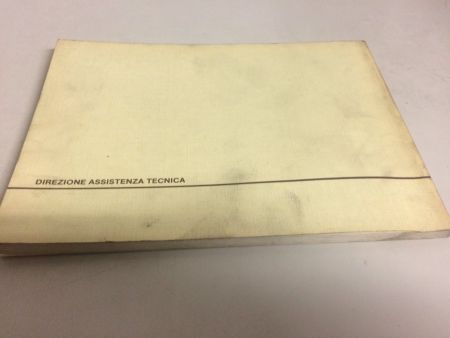 DIREZIONE ASSISTENZA TECNICA